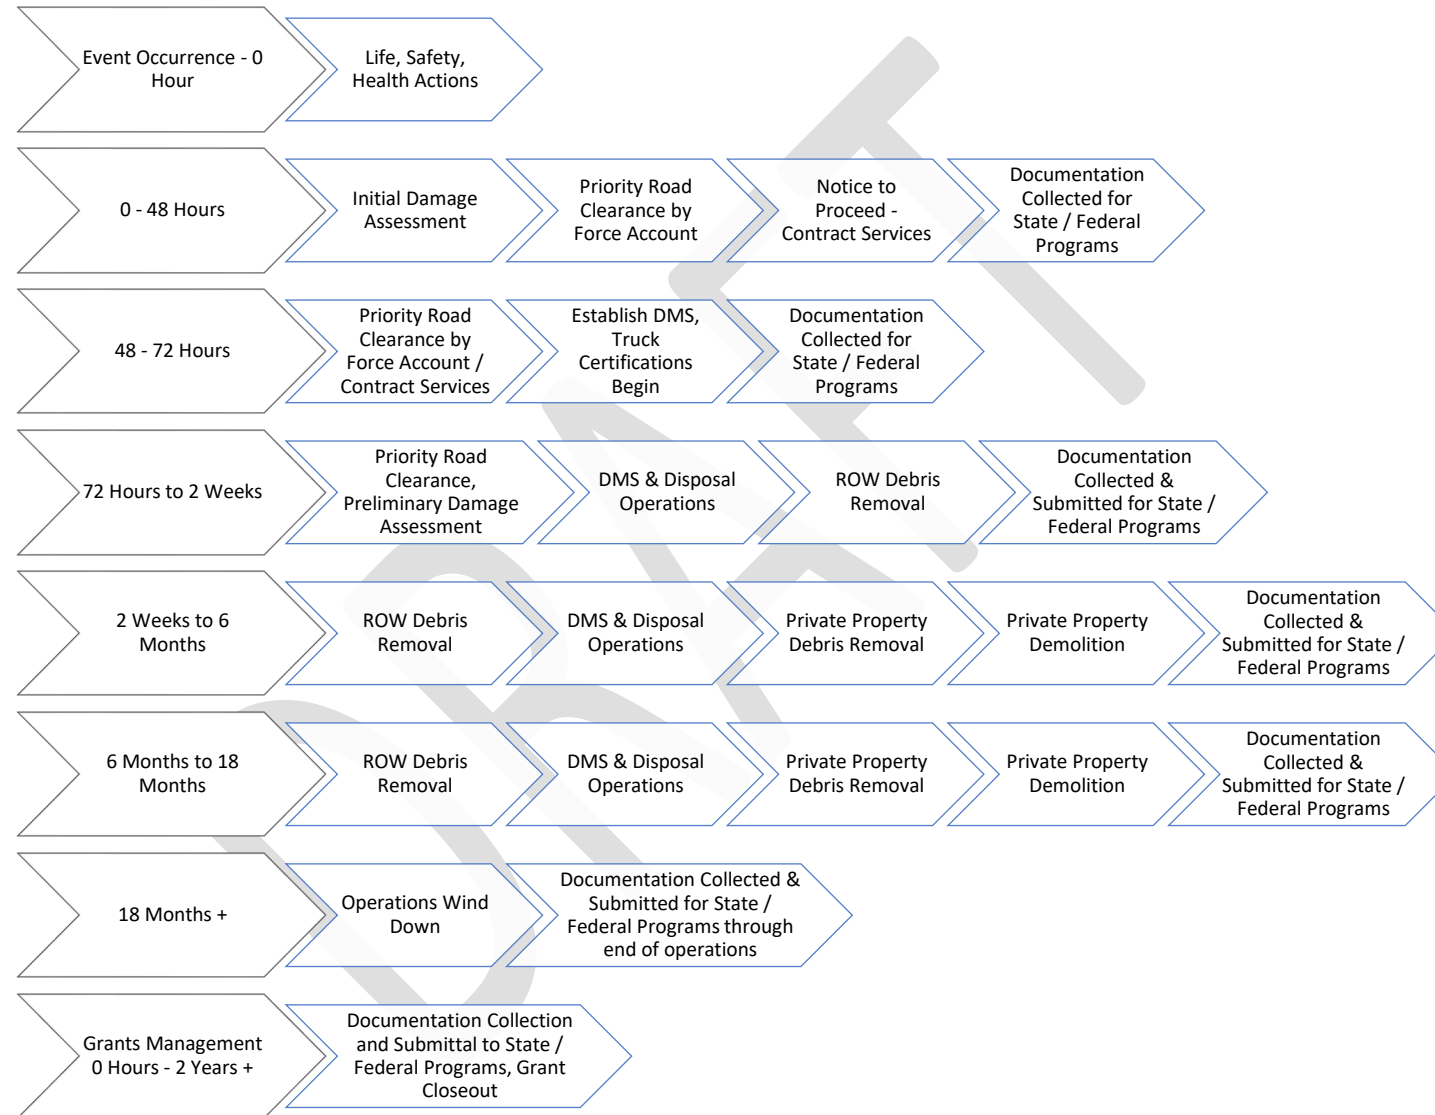 Event Occurrence - 0
Hour
Life, Safety,
Health Actions
0 - 48 Hours
Initial Damage
Assessment
Priority Road
Clearance by
Force Account
Notice to
Proceed -
Contract Services
Documentation
Collected for
State / Federal
Programs
48 - 72 Hours
Priority Road
Clearance by
Force Account /
Contract Services
Establish DMS,
Truck
Certifications
Begin
Documentation
Collected for
State / Federal
Programs
72 Hours to 2 Weeks
Priority Road
Clearance,
Preliminary Damage
Assessment
DMS & Disposal
Operations
ROW Debris
Removal
Documentation
Collected &
Submitted for State /
Federal Programs
2 Weeks to 6
Months
ROW Debris
Removal
DMS & Disposal
Operations
Private Property
Debris Removal
Private Property
Demolition
Documentation
Collected &
Submitted for State /
Federal Programs
6 Months to 18
Months
ROW Debris
Removal
DMS & Disposal
Operations
Private Property
Debris Removal
Private Property
Demolition
Documentation
Collected &
Submitted for State /
Federal Programs
18 Months +
Operations Wind
Down
Documentation Collected &
Submitted for State /
Federal Programs through
end of operations
Grants Management
0 Hours - 2 Years +
Documentation Collection
and Submittal to State /
Federal Programs, Grant
Closeout
DRAFT